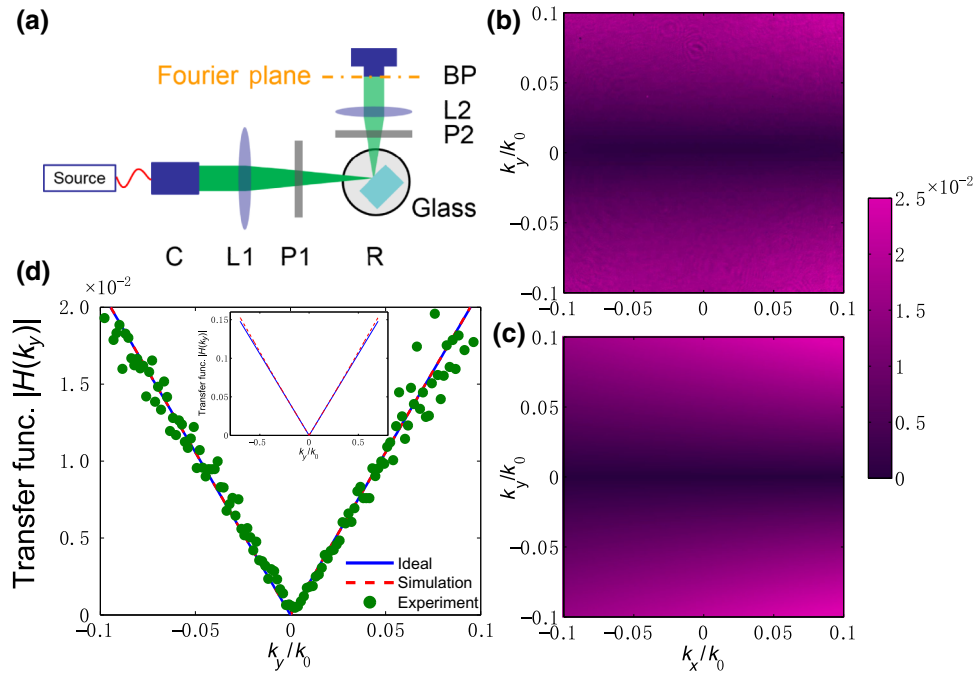 (a)
Fourier plane
BP
L2
P2
Source
Glass
C
L1
P1
R
(b)
0.1
0.05
0
-0.05
-0.1
k_y/k_0
-0.1
-0.05
0
0.05
0.1
2.5 ×10⁻²
2
1.5
1
0.5
0
(c)
0.1
0.05
0
-0.05
-0.1
k_y/k_0
-0.1
-0.05
0
0.05
0.1
k_x/k_0
(d)
×10⁻²
2.0
1.5
1.0
0.5
0
Transfer func. |H(k_y)|
0.15
0.1
0.05
0
Transfer func. |H(k_y)|
-0.5
0
0.5
k_y/k_0
Ideal
Simulation
Experiment
-0.1
-0.05
0
0.05
0.1
k_y/k_0